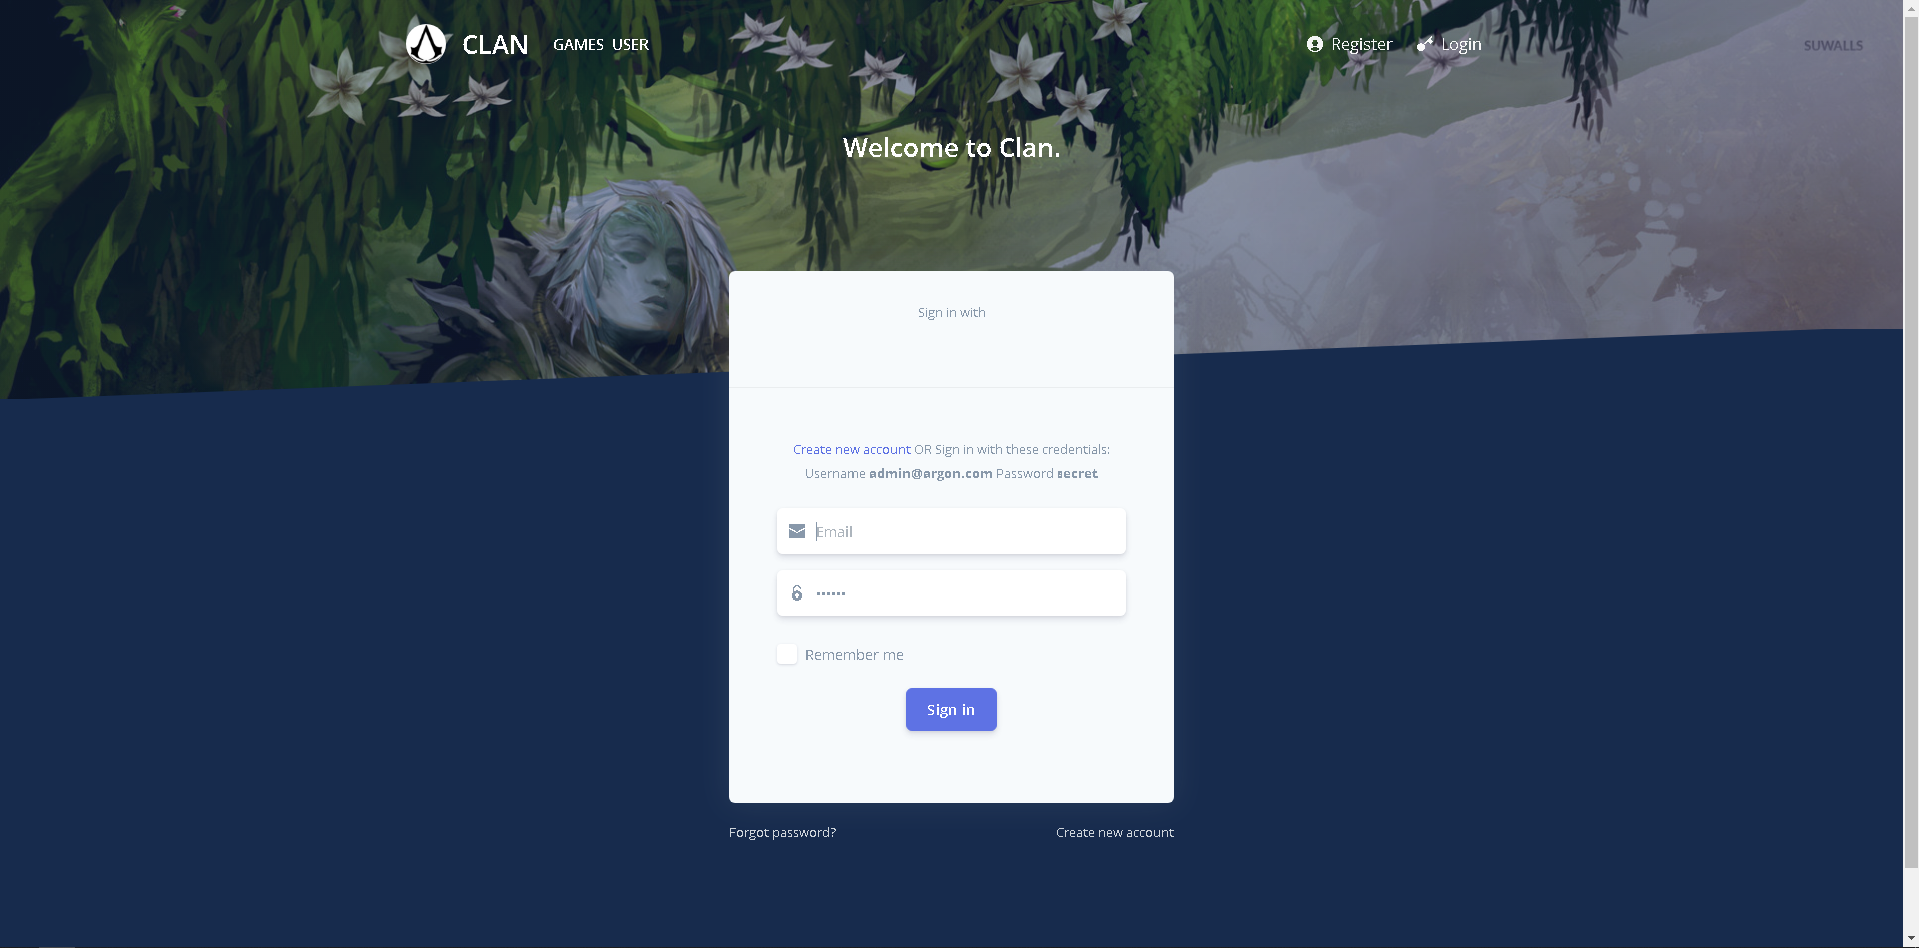 CLAN GAMES USER Register Login
SUWALLS
Welcome to Clan.
Sign in with
Create new account OR Sign in with these credentials:
Username admin@argon.com Password secret
Email
••••••
Remember me
Sign in
Forgot password? Create new account